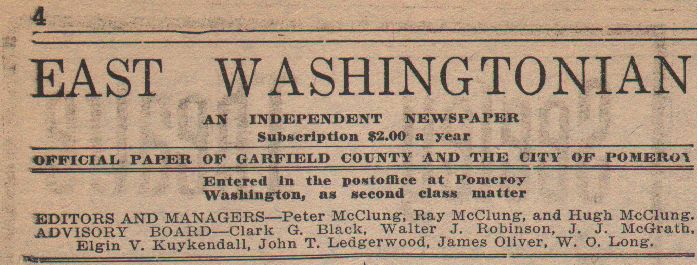 4
EAST WASHINGTONIAN
AN INDEPENDENT NEWSPAPER
Subscription $2.00 a year
OFFICIAL PAPER OF GARFIELD COUNTY AND THE CITY OF POMEROY
Entered in the postoffice at Pomeroy
Washington, as second class matter
EDITORS AND MANAGERS—Peter McClung, Ray McClung, and Hugh McClung.
ADVISORY BOARD—Clark G. Black, Walter J. Robinson, J. J. McGrath,
Elgin V. Kuykendall, John T. Ledgerwood, James Oliver, W. O. Long.